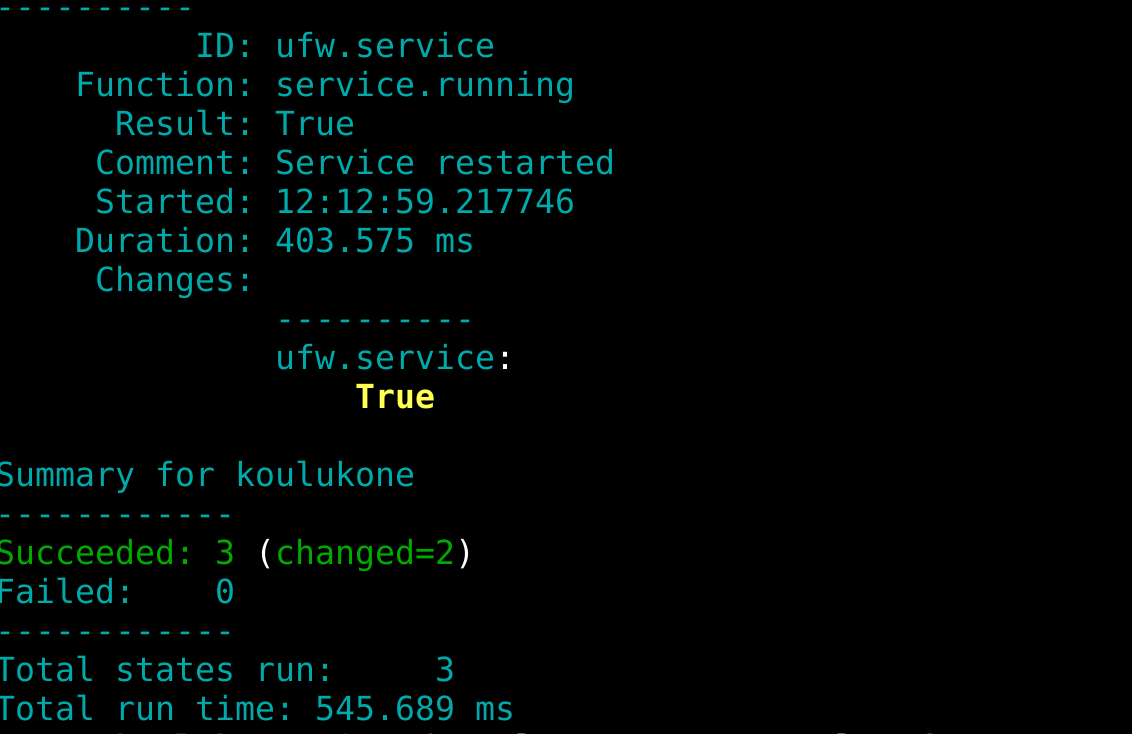 ----------
ID: ufw.service
Function: service.running
Result: True
Comment: Service restarted
Started: 12:12:59.217746
Duration: 403.575 ms
Changes:
----------
ufw.service:
True
Summary for koulukone
------------
Succeeded: 3 (changed=2)
Failed:    0
------------
Total states run:     3
Total run time: 545.689 ms